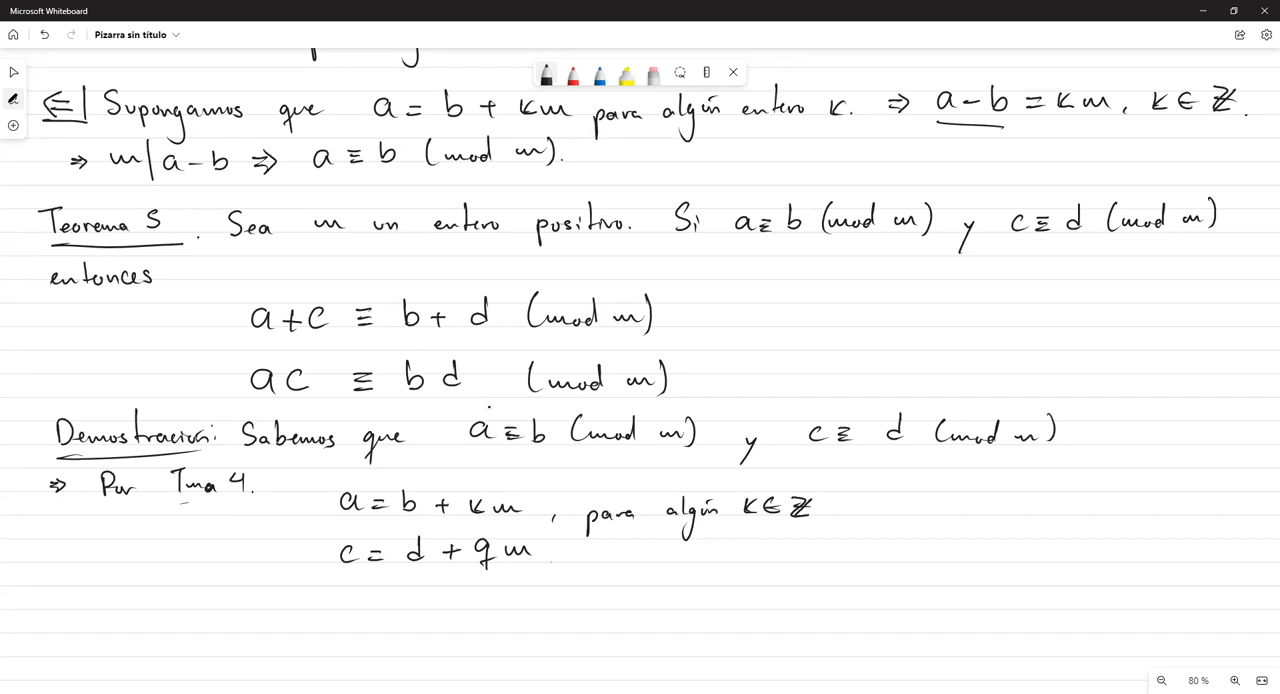 Microsoft Whiteboard
Pizarra sin título
⇐| Supongamos que a = b + km para algún entero k. ⇒ a - b = km, k ∈ ℤ.
⇒ m | a - b ⇒ a ≡ b (mod m).
Teorema 5. Sea m un entero positivo. Si a ≡ b (mod m) y c ≡ d (mod m)
entonces
a + c ≡ b + d (mod m)
ac ≡ bd (mod m)
Demostración: Sabemos que a ≡ b (mod m) y c ≡ d (mod m)
⇒ Por Tma 4.
a = b + km, para algún k ∈ ℤ
c = d + qm
80 %